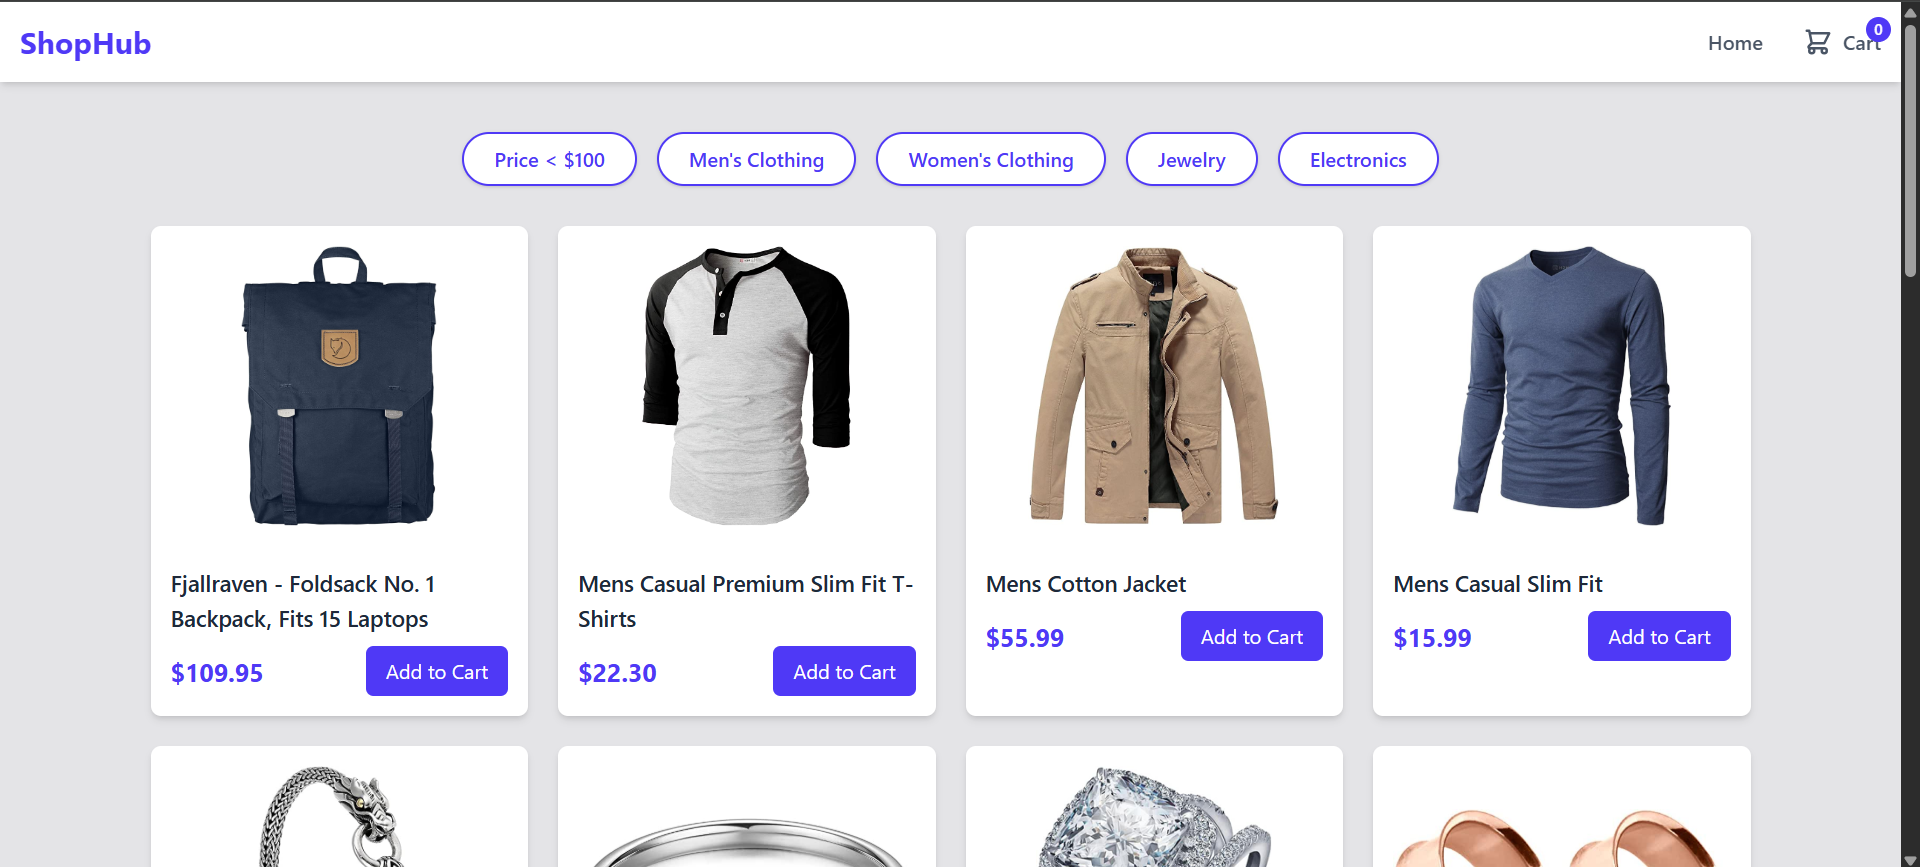 ShopHub
Home
Cart
0
Price < $100
Men's Clothing
Women's Clothing
Jewelry
Electronics
Fjallraven - Foldsack No. 1
Backpack, Fits 15 Laptops
$109.95
Add to Cart
Mens Casual Premium Slim Fit T-
Shirts
$22.30
Add to Cart
Mens Cotton Jacket
$55.99
Add to Cart
Mens Casual Slim Fit
$15.99
Add to Cart